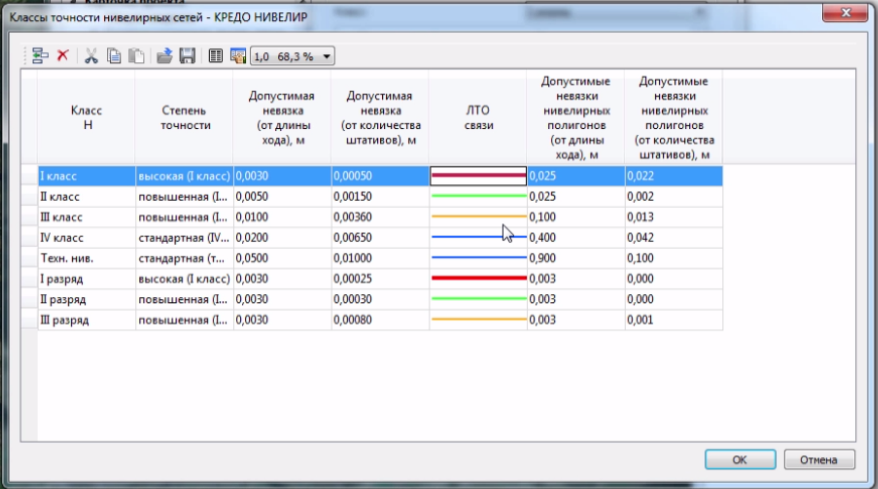 Классы точности нивелирных сетей - КРЕДО НИВЕЛИР
1,0 68,3 %
Класс Н
Степень точности
Допустимая невязка (от длины хода), м
Допустимая невязка (от количества штативов), м
ЛТО связи
Допустимые невязки нивелирных полигонов (от длины хода), м
Допустимые невязки нивелирных полигонов (от количества штативов), м
I класс высокая (I класс) 0,0030 0,00050 0,025 0,022
II класс повышенная (I... 0,0050 0,00150 0,025 0,002
III класс повышенная (I... 0,0100 0,00360 0,100 0,013
IV класс стандартная (IV... 0,0200 0,00650 0,400 0,042
Техн. нив. стандартная (т... 0,0500 0,01000 0,900 0,100
I разряд высокая (I класс) 0,0030 0,00025 0,003 0,000
II разряд повышенная (I... 0,0030 0,00030 0,003 0,000
III разряд повышенная (I... 0,0030 0,00080 0,003 0,001
ОК Отмена